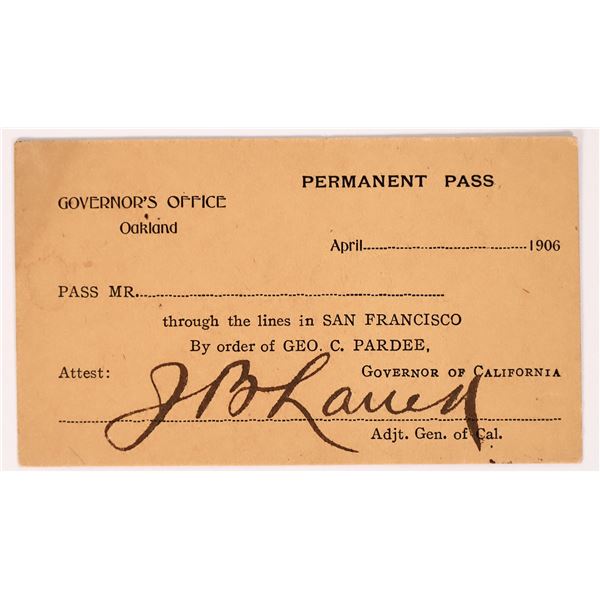 GOVERNOR'S OFFICE
Oakland
PERMANENT PASS
April 1906
PASS MR.
through the lines in SAN FRANCISCO
By order of GEO. C. PARDEE,
Attest: GOVERNOR OF CALIFORNIA
J B Lauck
Adjt. Gen. of Cal.